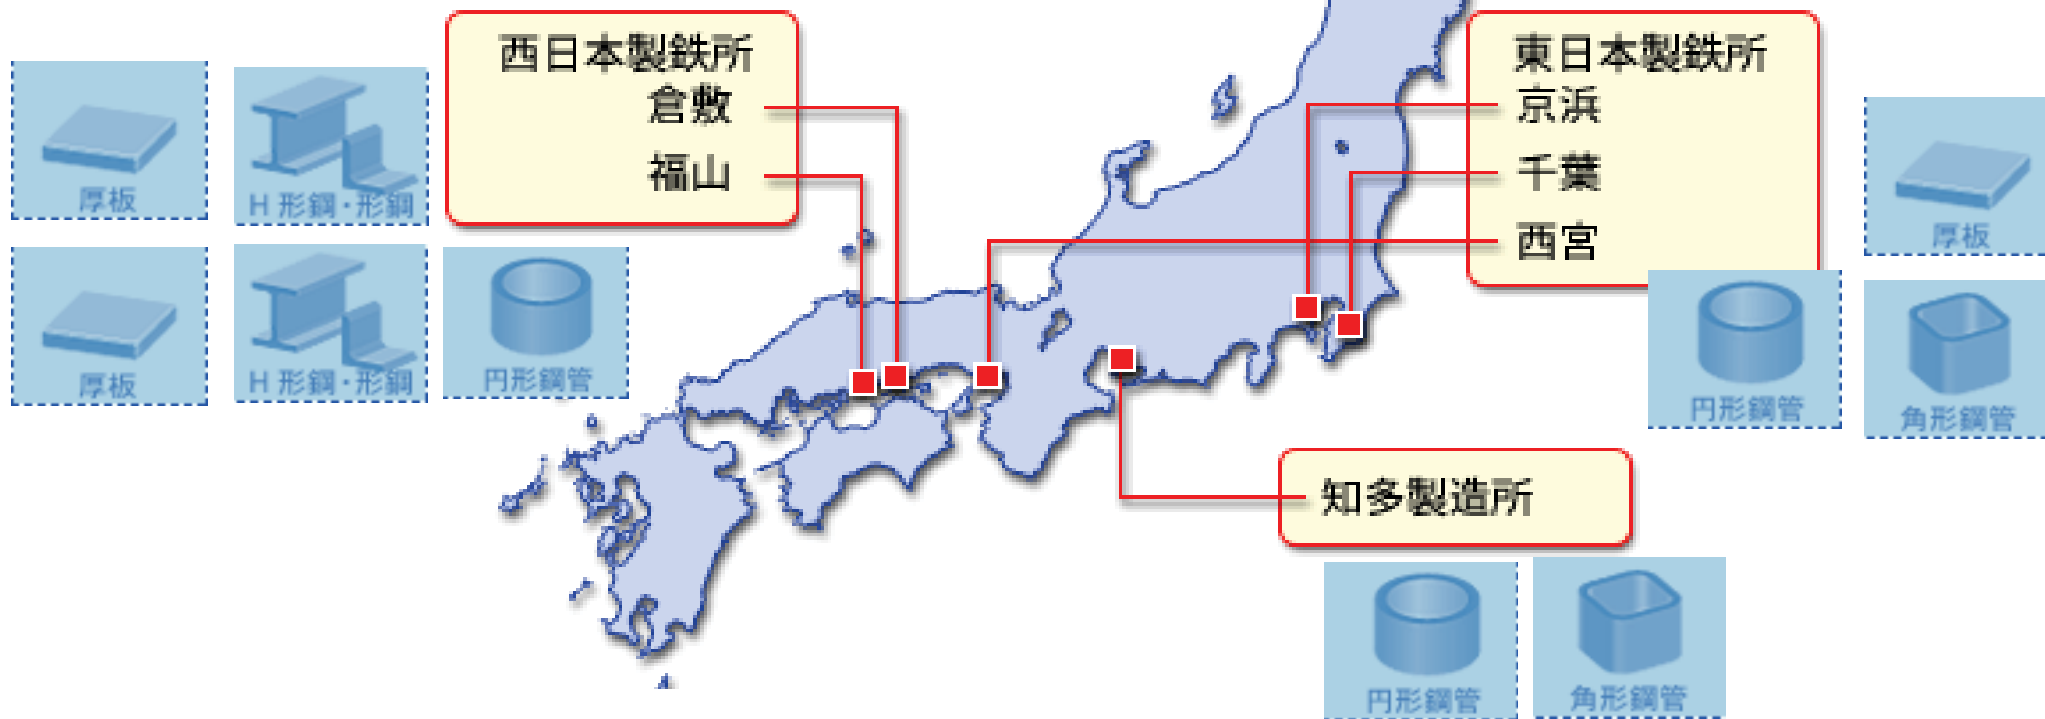 西日本製鉄所
倉敷
福山
厚板
H 形鋼・形鋼
厚板
H 形鋼・形鋼
円形鋼管
東日本製鉄所
京浜
千葉
西宮
厚板
円形鋼管
角形鋼管
知多製造所
円形鋼管
角形鋼管